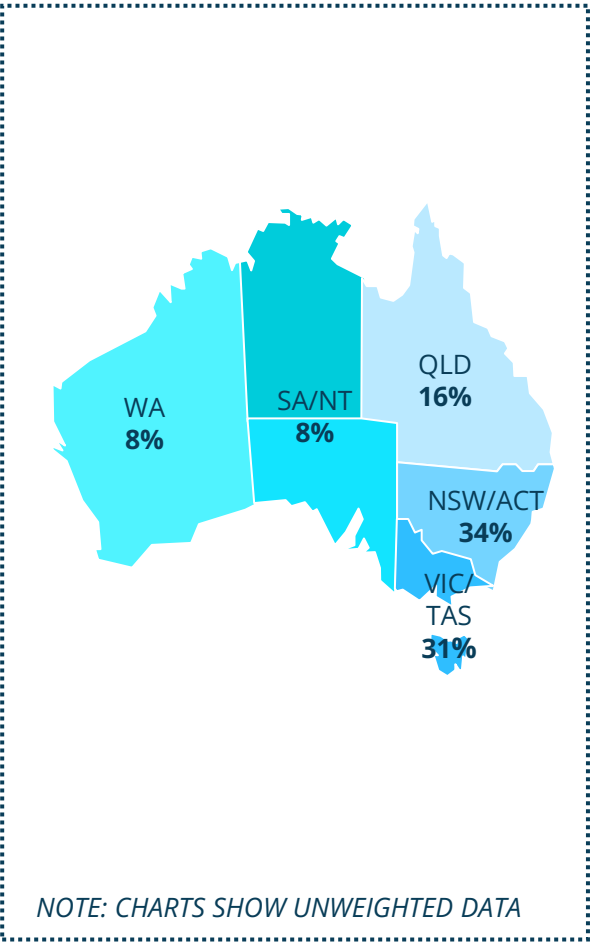 QLD
16%
SA/NT
8%
WA
8%
NSW/ACT
34%
VIC/
TAS
31%
NOTE: CHARTS SHOW UNWEIGHTED DATA